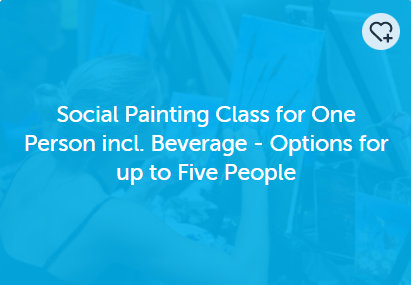 Social Painting Class for One
Person incl. Beverage - Options for
up to Five People